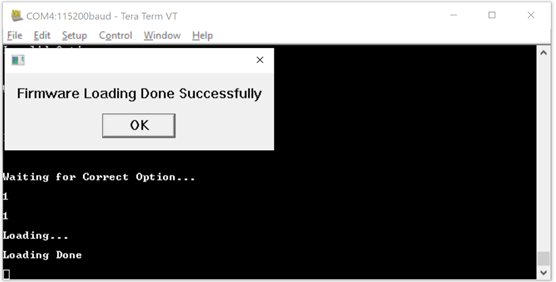 COM4:115200baud - Tera Term VT
File Edit Setup Control Window Help
Firmware Loading Done Successfully
OK
Waiting for Correct Option...
1
1
Loading...
Loading Done